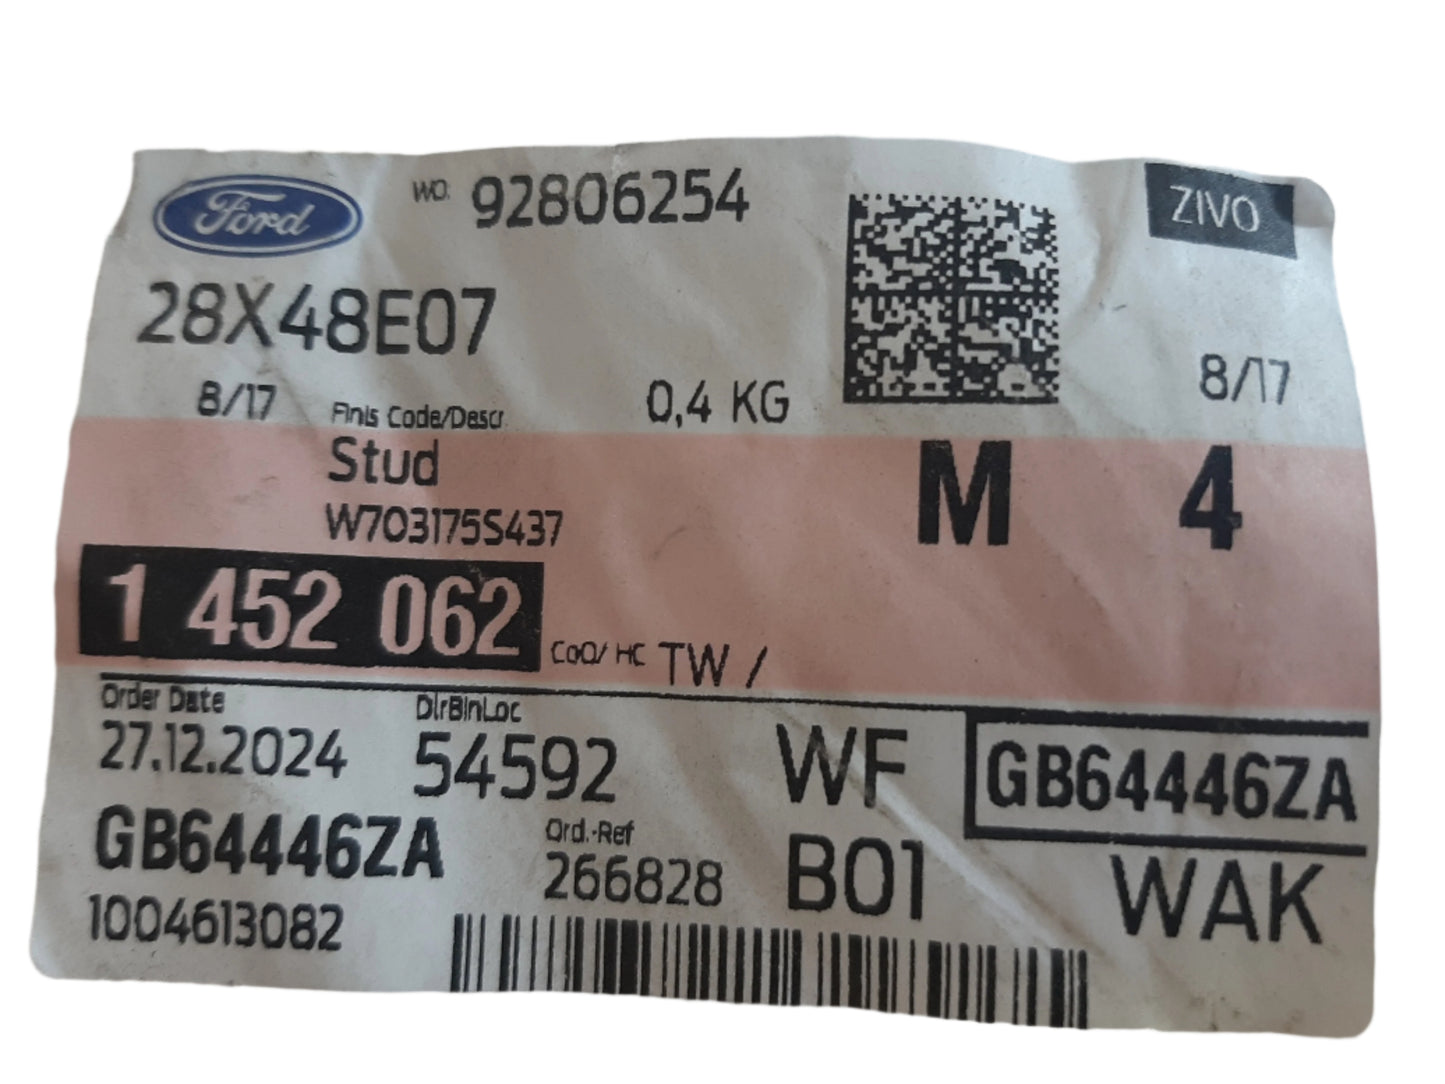 Ford
WO. 92806254
ZIVO
28X48E07
8/17
Finis Code/Descr.
0,4 KG
8/17
Stud
M 4
W703175S437
1 452 062
CoO/ HC TW /
Order Date
DlrBinLoc
27.12.2024
54592
WF
GB64446ZA
GB64446ZA
Ord.-Ref
266828
B01
WAK
1004613082